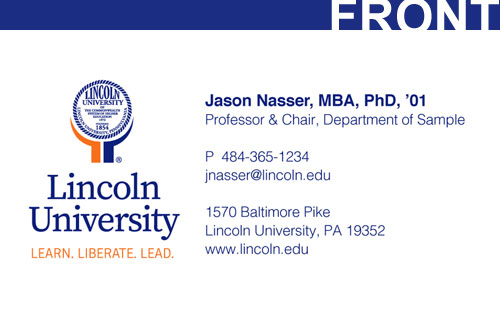 FRONT
LINCOLN
UNIVERSITY
OF
THE COMMONWEALTH
SYSTEM OF HIGHER
EDUCATION
FOUNDED
1854
®
Lincoln
University
LEARN. LIBERATE. LEAD.
Jason Nasser, MBA, PhD, ’01
Professor & Chair, Department of Sample
P 484-365-1234
jnasser@lincoln.edu
1570 Baltimore Pike
Lincoln University, PA 19352
www.lincoln.edu